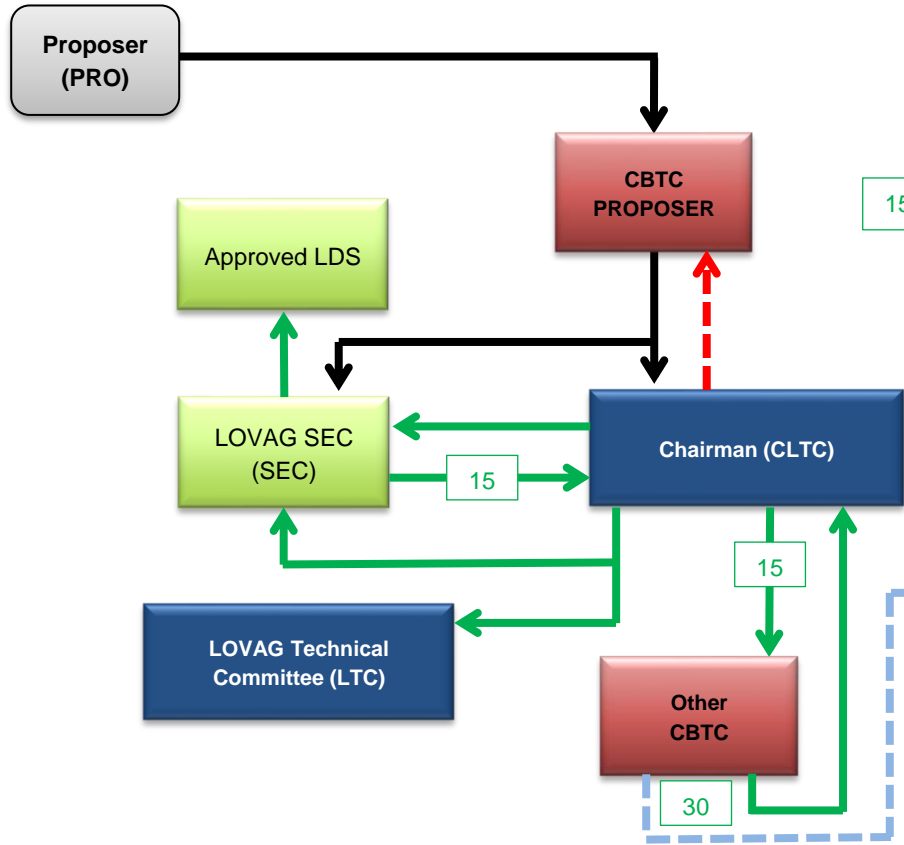 Proposer
(PRO)
CBTC
PROPOSER
15
Approved LDS
LOVAG SEC
(SEC)
Chairman (CLTC)
15
15
LOVAG Technical
Committee (LTC)
Other
CBTC
30